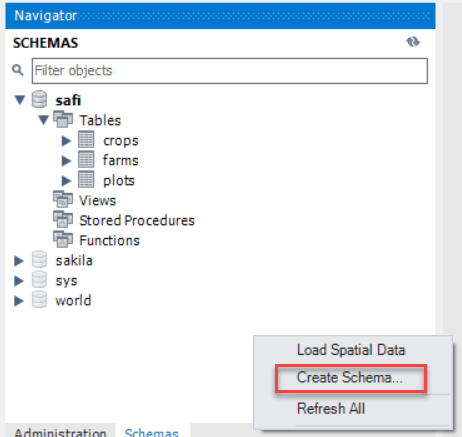 Navigator
SCHEMAS
Filter objects
safi
Tables
crops
farms
plots
Views
Stored Procedures
Functions
sakila
sys
world
Load Spatial Data
Create Schema...
Refresh All
Administration Schemas